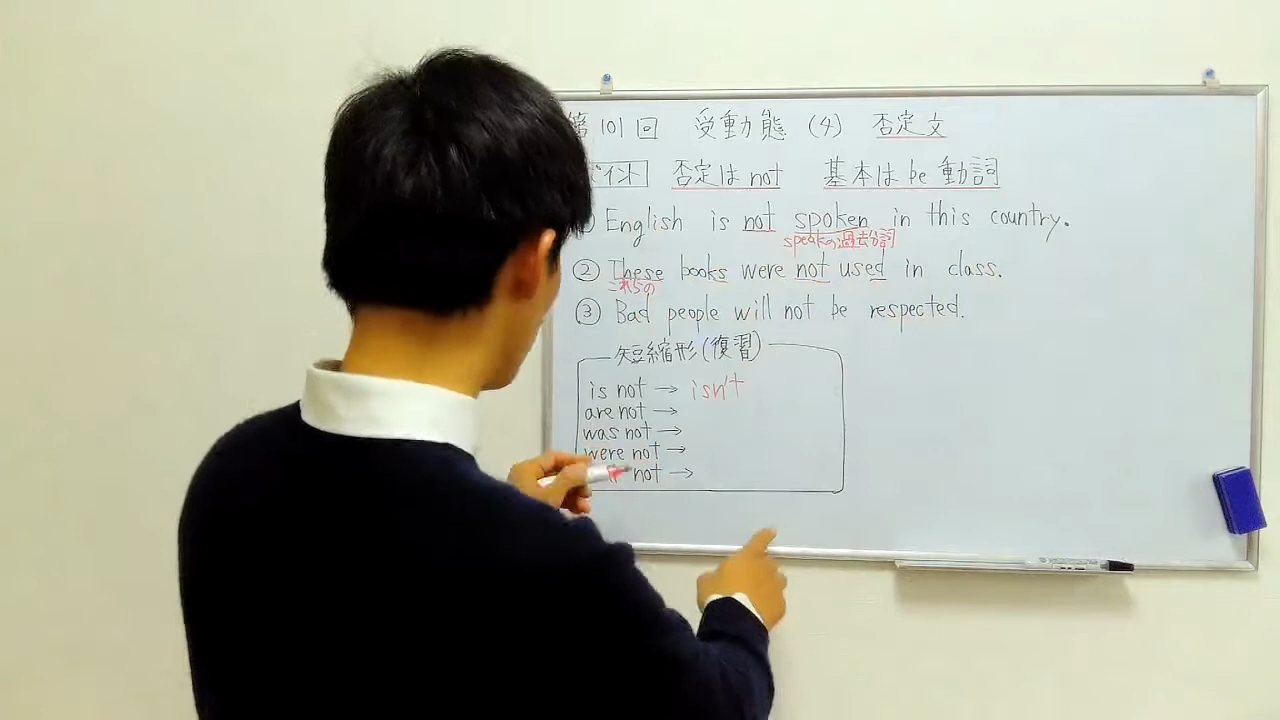 第101回 受動態 (4) 否定文
イント 否定は not 基本は be 動詞
English is not spoken in this country.
speakの過去分詞
② These books were not used in class.
これらの
③ Bad people will not be respected.
短縮形(復習)
is not → isn't
are not →
was not →
were not →
not →